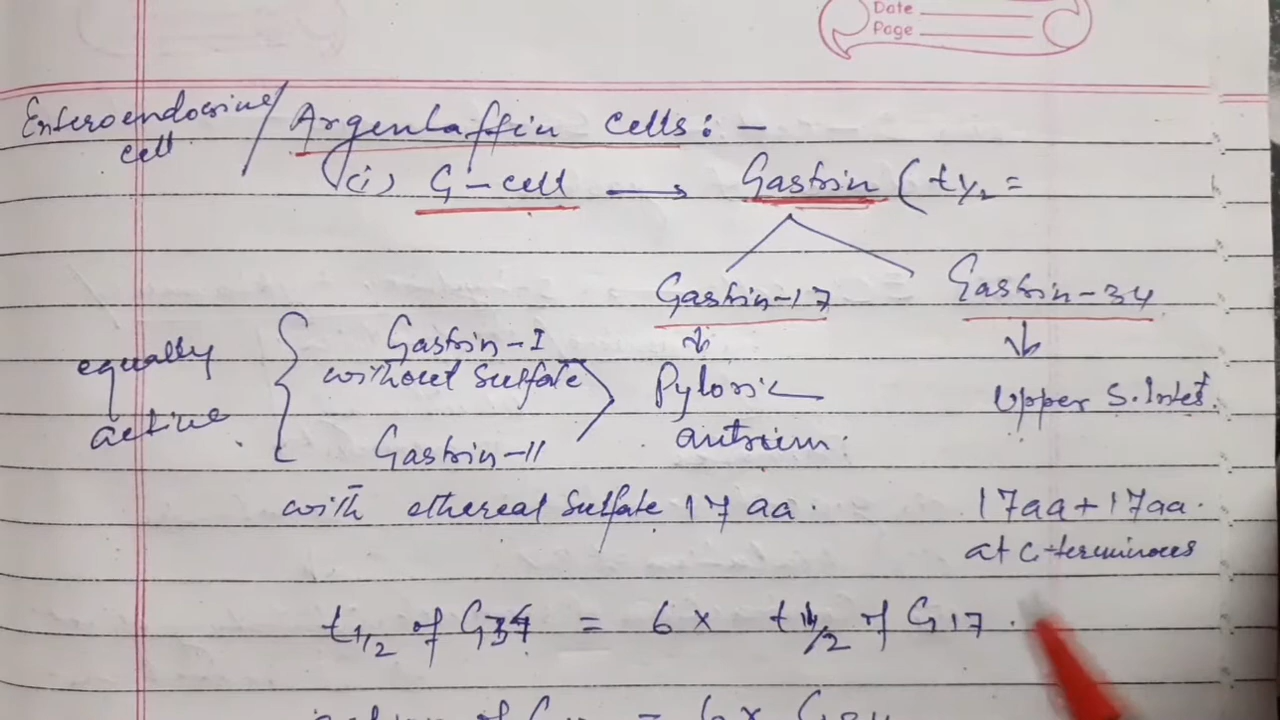 Date
Page
Enteroendocrine/ Argentaffin cells:-
cell
(i) G-cell → Gastrin (t1/2 =
Gastrin-17 Gastrin-34
equally active { Gastrin-I without sulfate
Pyloric antrum.
Upper S. Intest.
Gastrin-II
with ethereal sulfate 17 aa.
17aa+17aa.
at C-terminous
t1/2 of G34 = 6x t1/2 of G17.